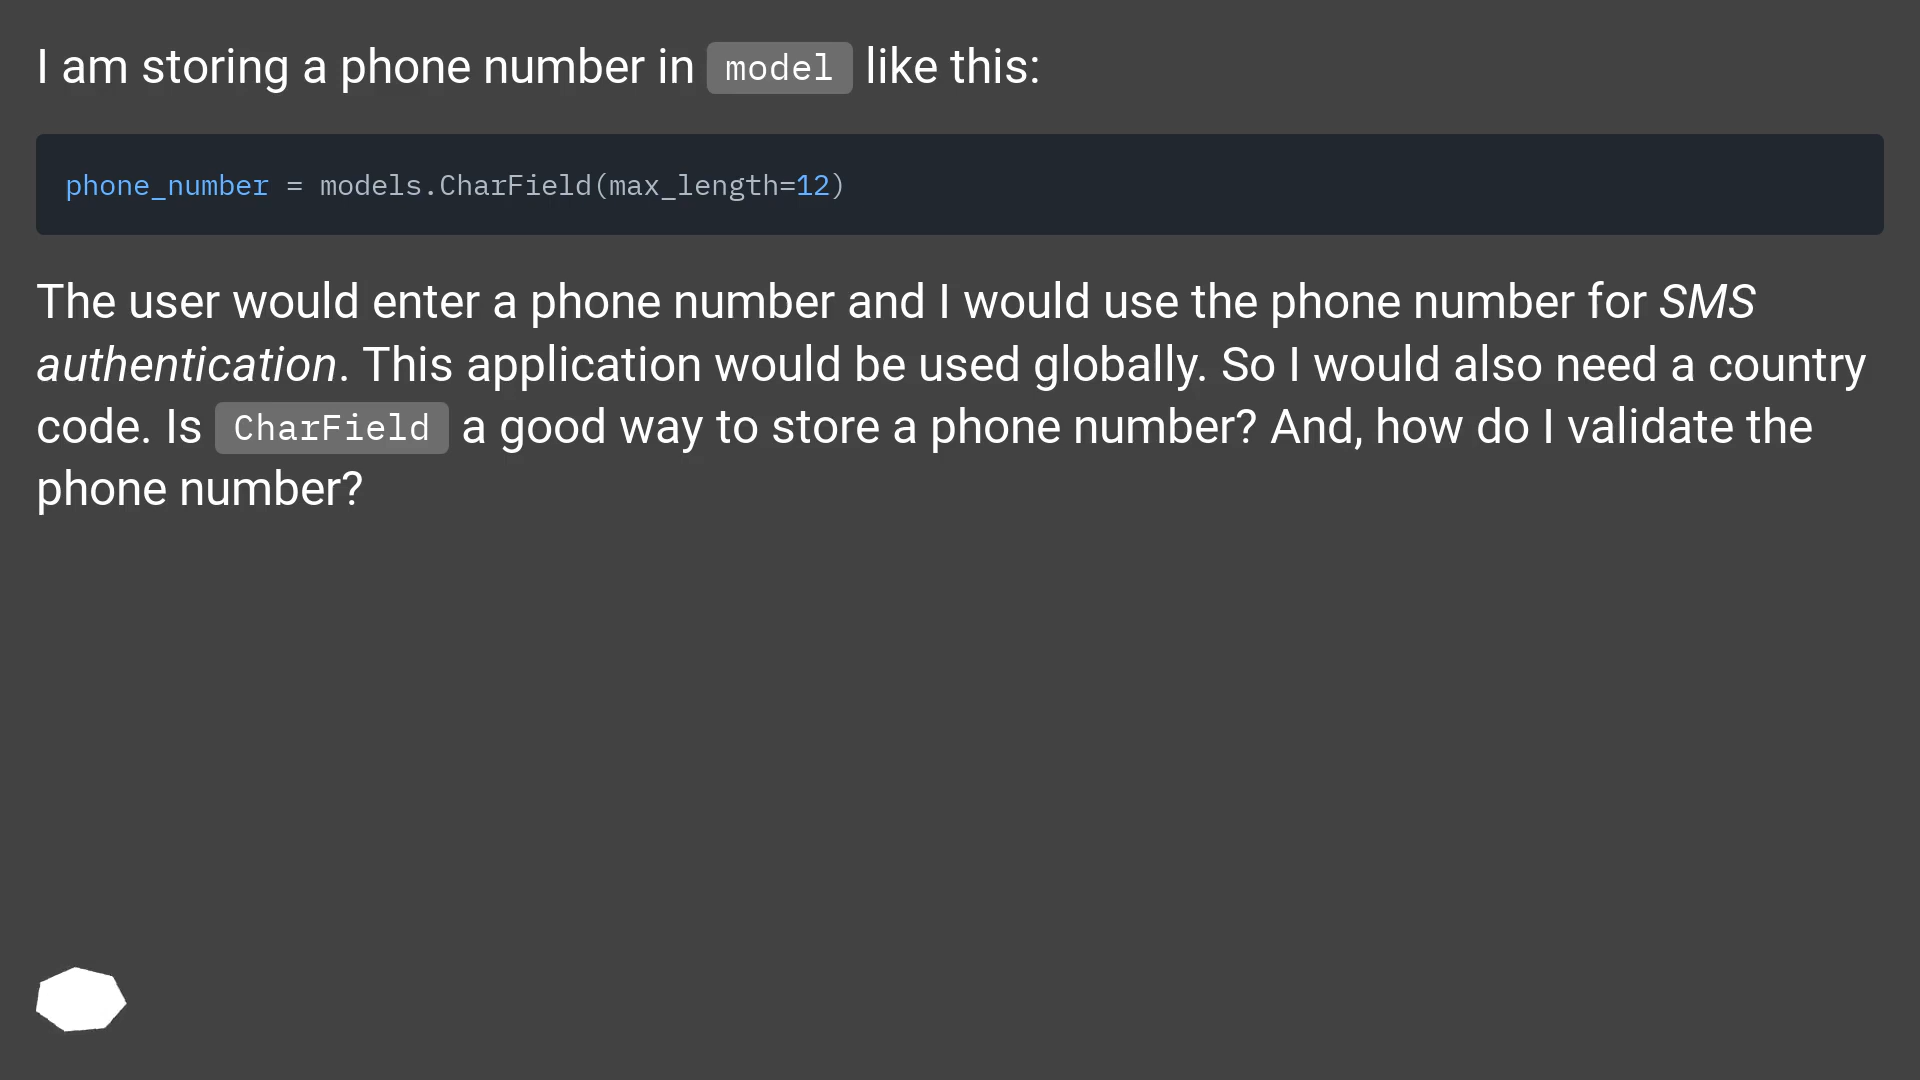 I am storing a phone number in model like this:
phone_number = models.CharField(max_length=12)
The user would enter a phone number and I would use the phone number for SMS
authentication. This application would be used globally. So I would also need a country
code. Is CharField a good way to store a phone number? And, how do I validate the
phone number?